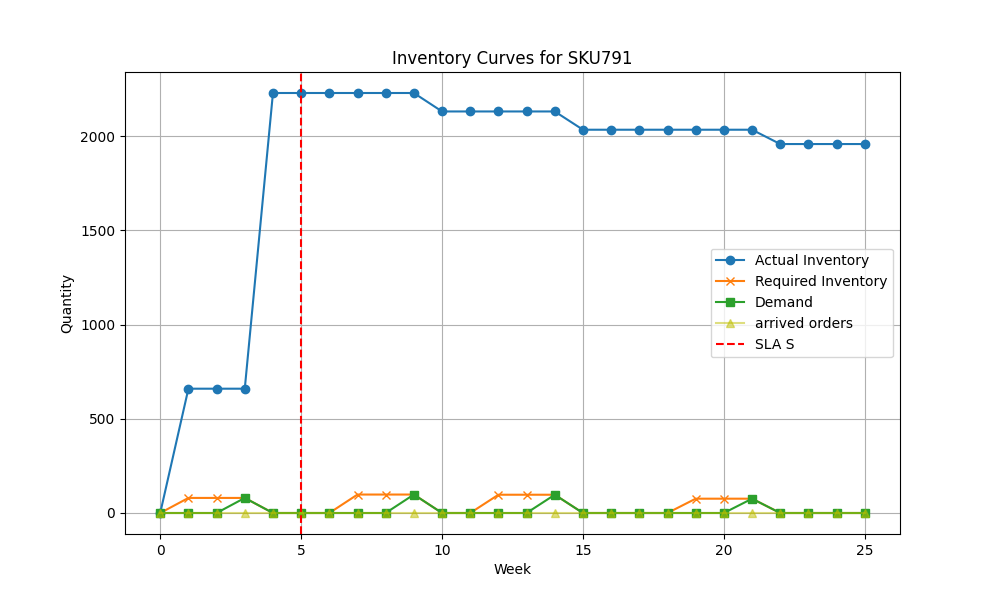 Inventory Curves for SKU791
Quantity
2000
1500
1000
500
0
Actual Inventory
Required Inventory
Demand
arrived orders
SLA S
0 5 10 15 20 25
Week